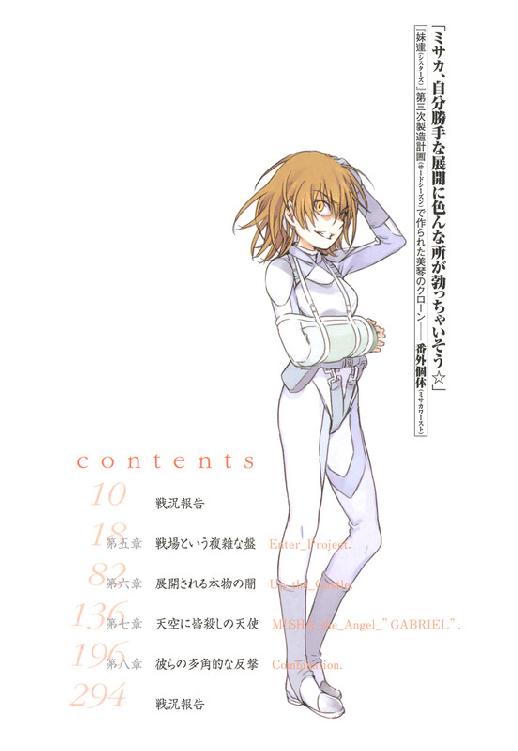 「ミサカ、自分勝手な展開に色んな所が勃っちゃいそう☆」
『妹達(シスターズ)』第三次製造計画(サードシーズン)で作られた美琴のクローン――番外個体(ミサカワースト)
contents
10 戦況報告
18 第五章 戦場という複雑な盤 Enter_Project.
82 第六章 展開される本物の闇 Up_the_Castle.
136 第七章 天空に皆殺しの天使 MISHA_the_Angel_"GABRIEL".
196 第八章 彼らの多角的な反撃 Combination.
294 戦況報告